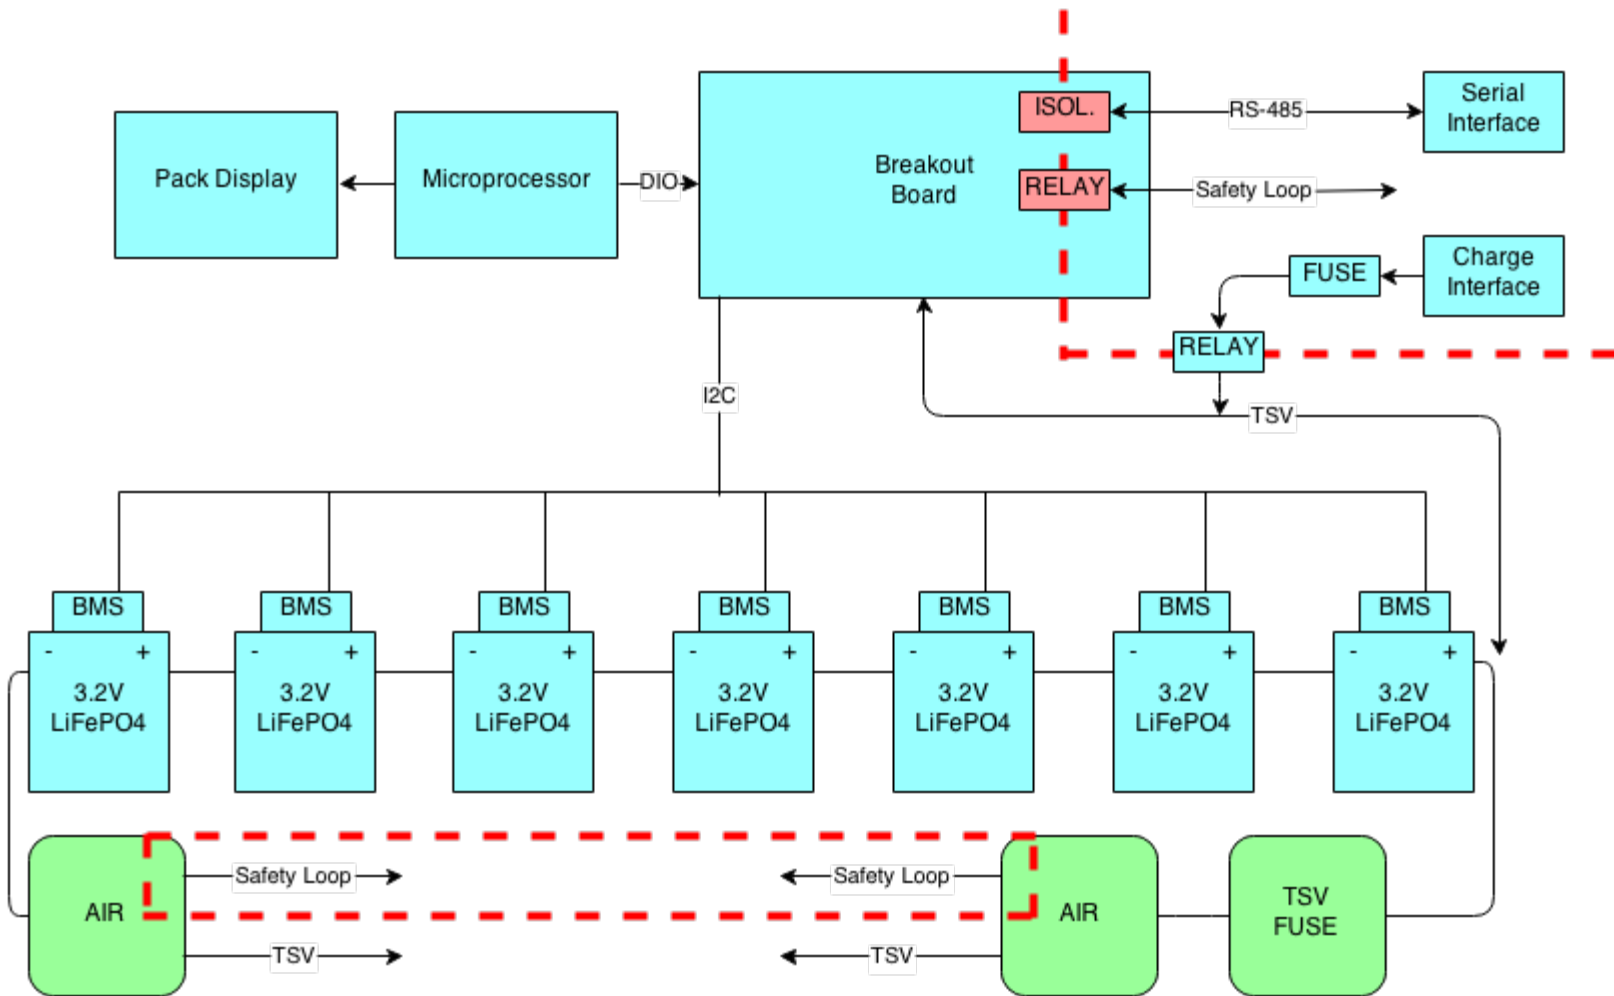 ISOL.
RS-485
Serial
Interface
Pack Display
Microprocessor
DIO
Breakout
Board
RELAY
Safety Loop
FUSE
Charge
Interface
RELAY
I2C
TSV
BMS
BMS
BMS
BMS
BMS
BMS
BMS
- +
- +
- +
- +
- +
- +
- +
3.2V
LiFePO4
3.2V
LiFePO4
3.2V
LiFePO4
3.2V
LiFePO4
3.2V
LiFePO4
3.2V
LiFePO4
3.2V
LiFePO4
AIR
Safety Loop
TSV
Safety Loop
TSV
AIR
TSV
FUSE